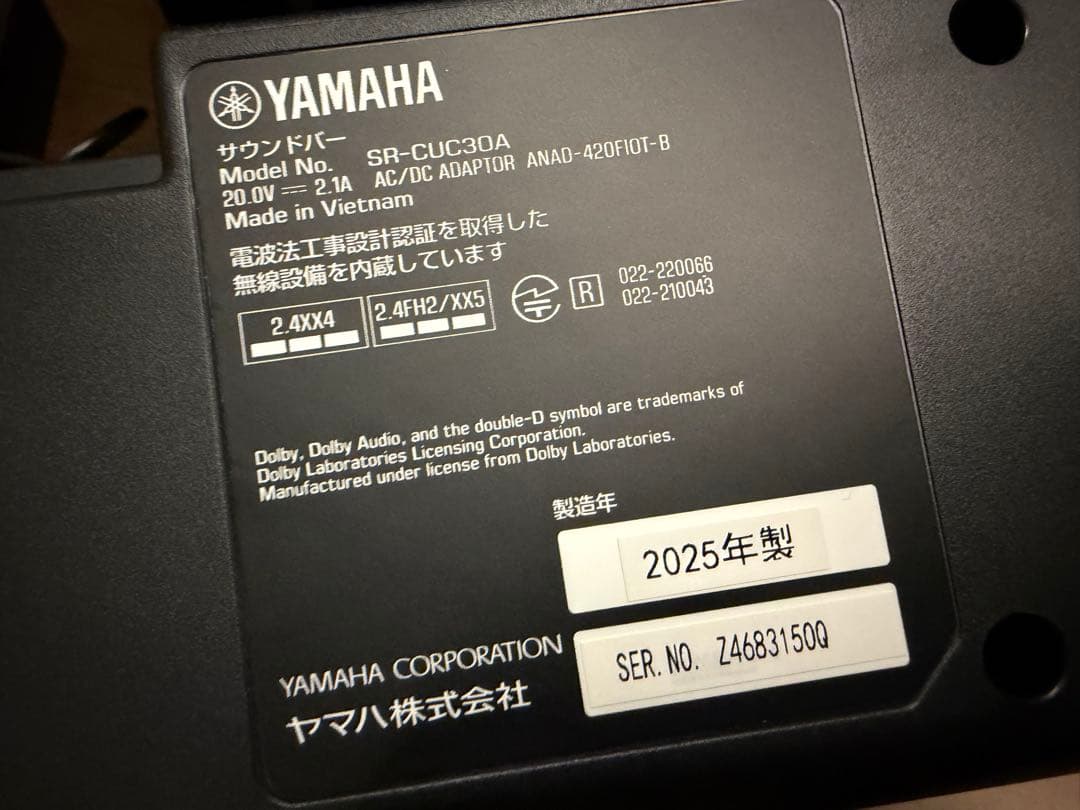 YAMAHA
サウンドバー
Model No. SR-CUC30A
20.0V ⎓ 2.1A AC/DC ADAPTOR ANAD-420FIOT-B
Made in Vietnam
電波法工事設計認証を取得した
無線設備を内蔵しています
2.4XX4
2.4FH2/XX5
R
022-220066
022-210043
Dolby, Dolby Audio, and the double-D symbol are trademarks of
Dolby Laboratories Licensing Corporation.
Manufactured under license from Dolby Laboratories.
製造年
2025年製
YAMAHA CORPORATION
ヤマハ株式会社
SER. NO. Z4683150Q